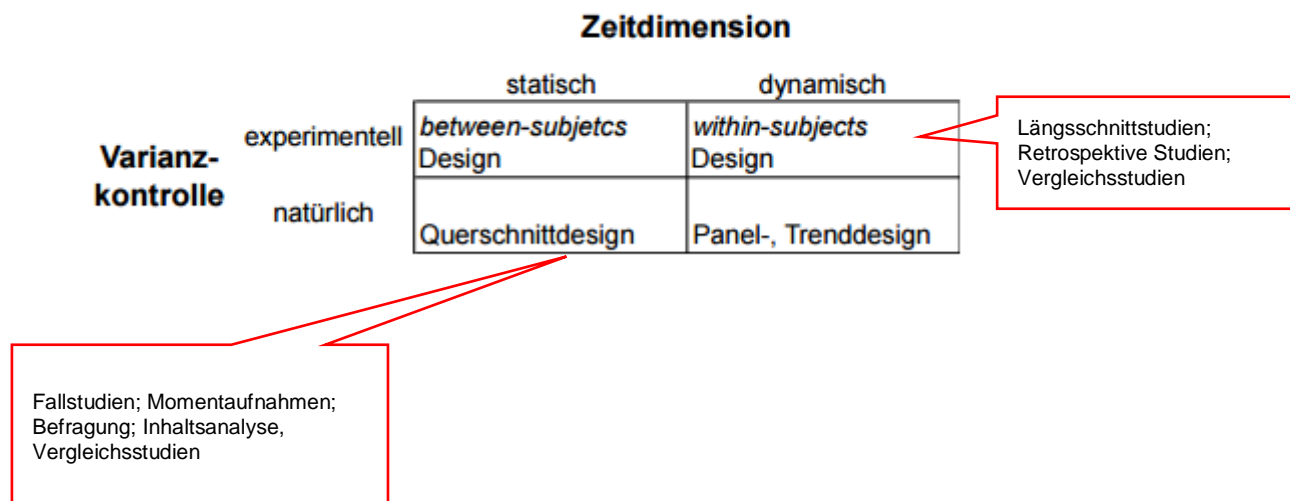 Zeitdimension
statisch dynamisch
Varianz-
kontrolle
experimentell
between-subjetcs
Design
within-subjects
Design
natürlich
Querschnittdesign
Panel-, Trenddesign
Längsschnittstudien;
Retrospektive Studien;
Vergleichsstudien
Fallstudien; Momentaufnahmen;
Befragung; Inhaltsanalyse,
Vergleichsstudien